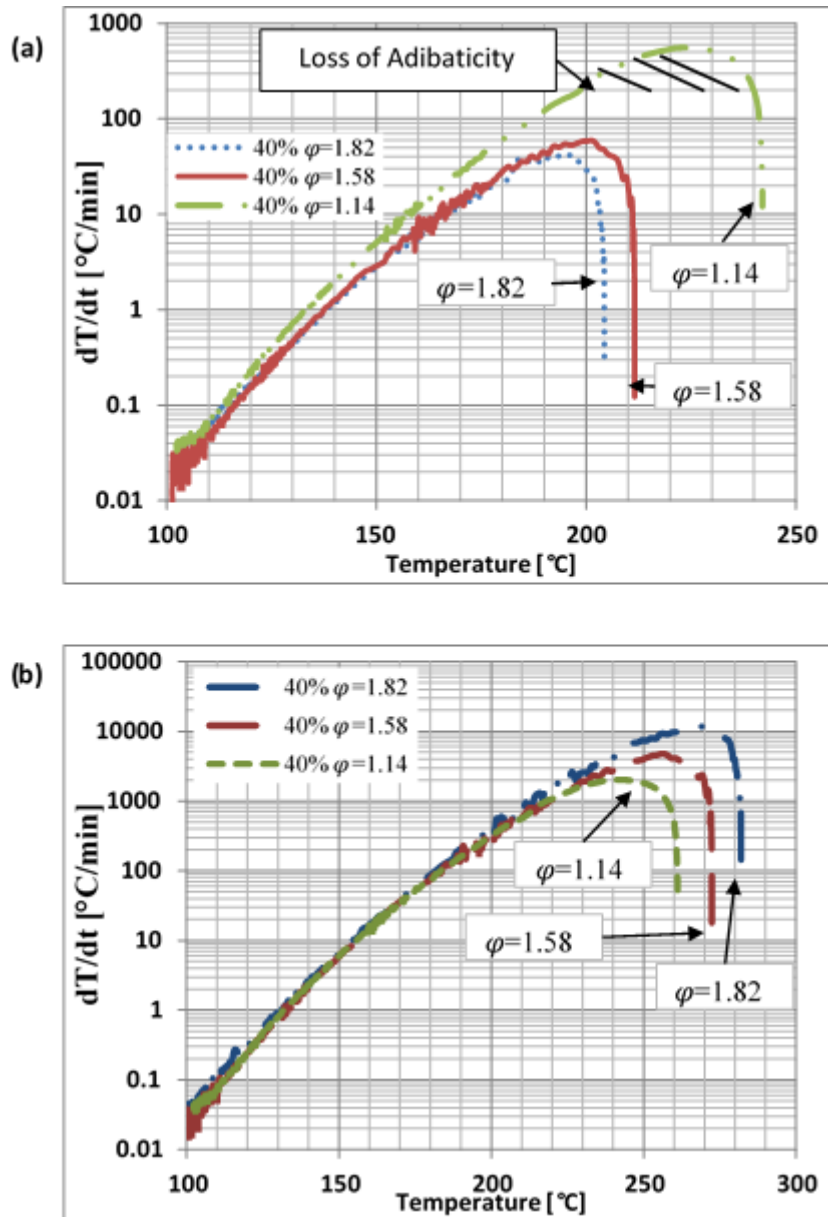 (a)
1000
100
10
1
0.1
0.01
dT/dt [°C/min]
Loss of Adibaticity
40% φ=1.82
40% φ=1.58
40% φ=1.14
φ=1.82
φ=1.14
φ=1.58
100
150
200
250
Temperature [°C]
(b)
100000
10000
1000
100
10
1
0.1
0.01
dT/dt [°C/min]
40% φ=1.82
40% φ=1.58
40% φ=1.14
φ=1.14
φ=1.58
φ=1.82
100
150
200
250
300
Temperature [°C]